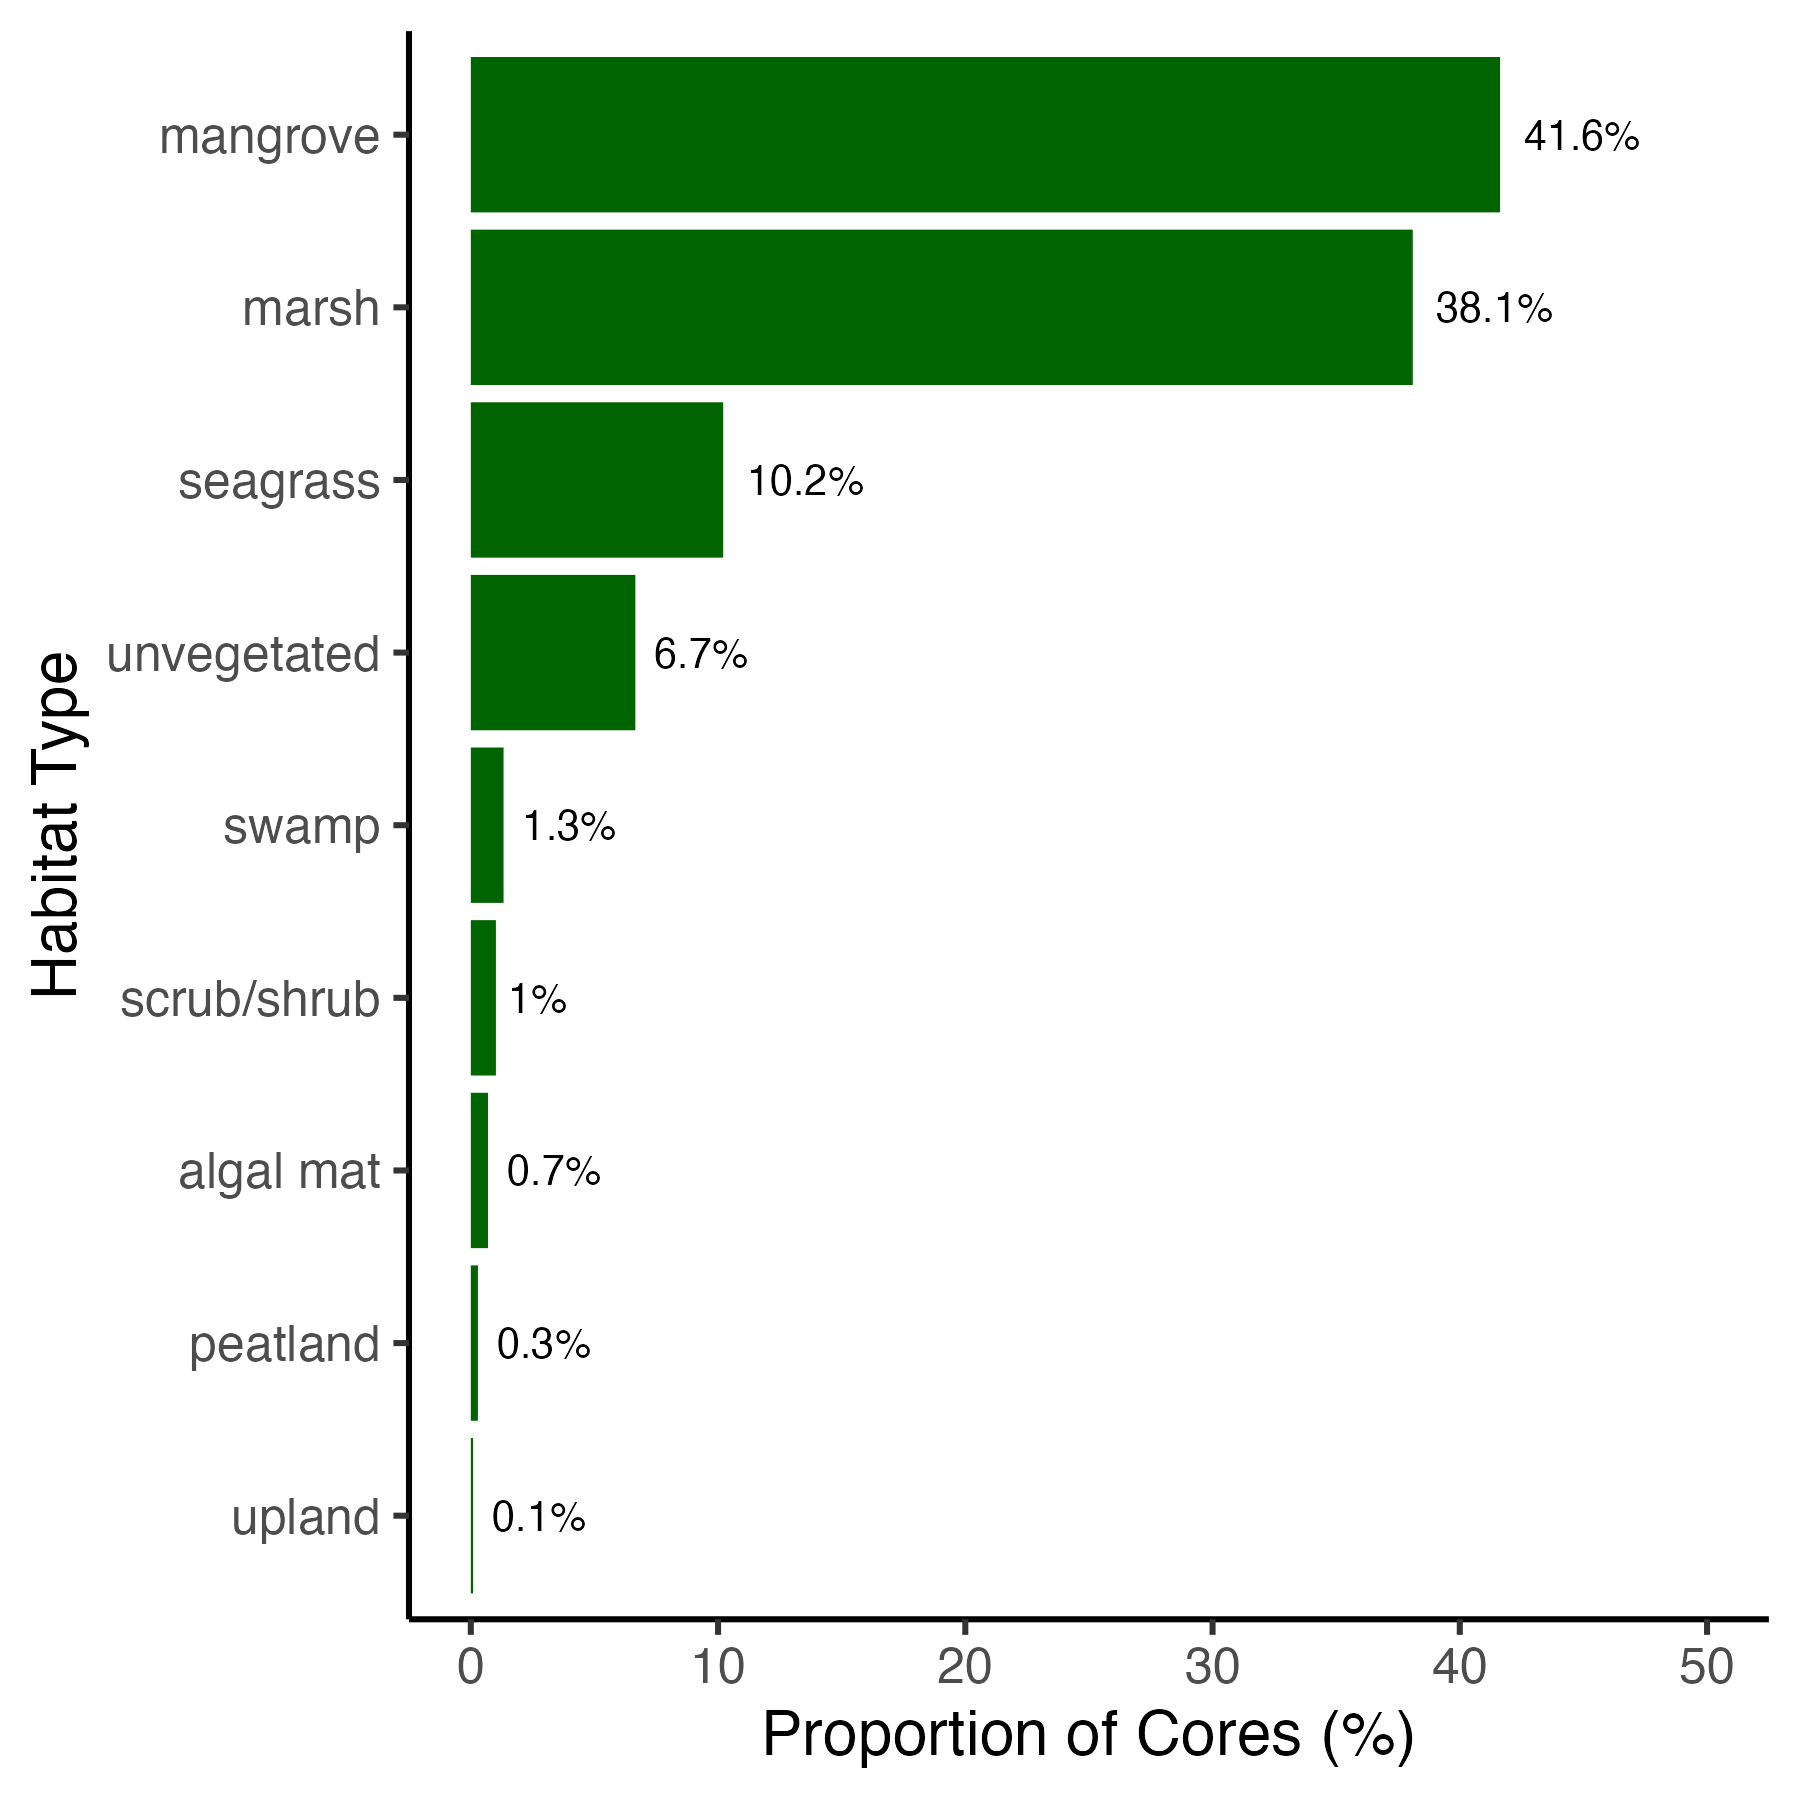 mangrove 41.6%
marsh 38.1%
seagrass 10.2%
unvegetated 6.7%
swamp 1.3%
scrub/shrub 1%
algal mat 0.7%
peatland 0.3%
upland 0.1%
Habitat Type
0 10 20 30 40 50
Proportion of Cores (%)